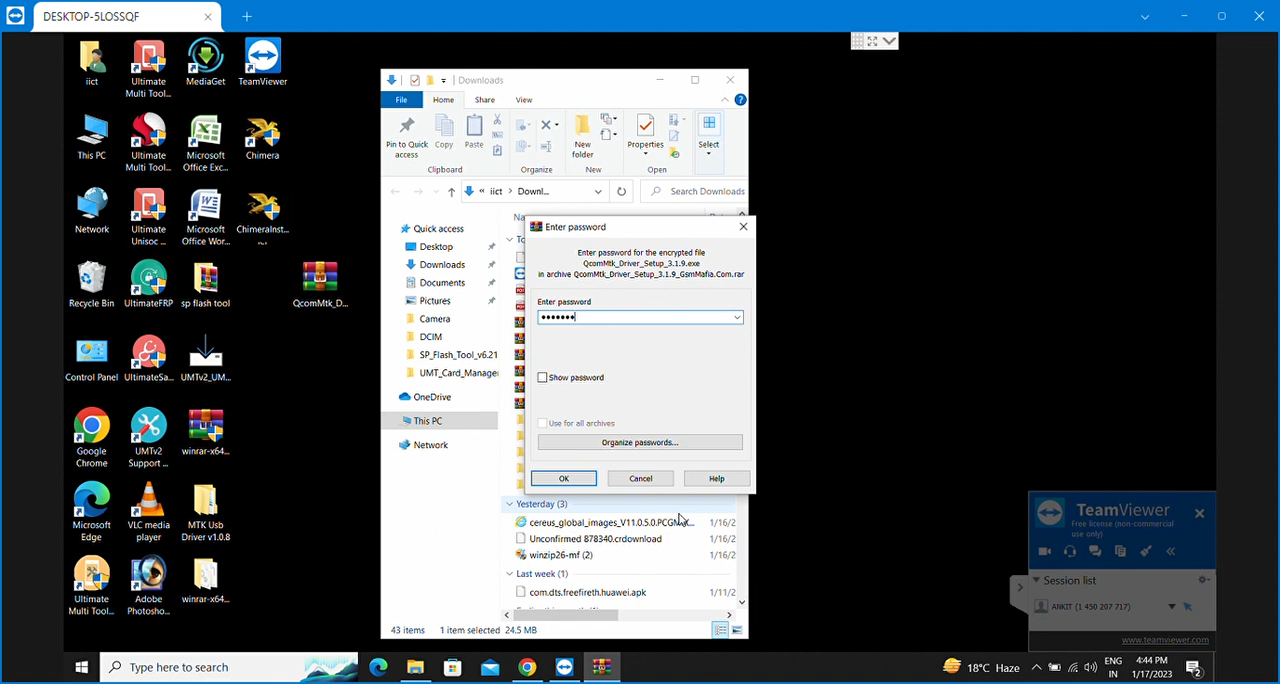 DESKTOP-5LOSSQF
iict
Ultimate
Multi Tool...
MediaGet
TeamViewer
This PC
Ultimate
Multi Tool...
Microsoft
Office Exc...
Chimera
Network
Ultimate
Unisoc ...
Microsoft
Office Wor...
ChimeraInst...
Recycle Bin
UltimateFRP
sp flash tool
QcomMtk_D...
Control Panel
UltimateSa...
UMTv2_UM...
Google
Chrome
UMTv2
Support ...
winrar-x64...
Microsoft
Edge
VLC media
player
MTK Usb
Driver v1.0.8
Ultimate
Multi Tool...
Adobe
Photosho...
winrar-x64...
Downloads
File
Home
Share
View
Pin to Quick
access
Copy
Paste
Clipboard
Organize
New
folder
New
Properties
Open
Select
« iict > Downl...
Search Downloads
Quick access
Desktop
Downloads
Documents
Pictures
Camera
DCIM
SP_Flash_Tool_v6.21
UMT_Card_Manage
OneDrive
This PC
Network
Enter password
Enter password for the encrypted file
QcomMtk_Driver_Setup_3.1.9.exe
in archive QcomMtk_Driver_Setup_3.1.9_GsmMafia.Com.rar
Enter password
Show password
Use for all archives
Organize passwords...
OK
Cancel
Help
Yesterday (3)
cereus_global_images_V11.0.5.0.PCGM
1/16/2
Unconfirmed 878340.crdownload
1/16/2
winzip26-mf (2)
1/16/2
Last week (1)
com.dts.freefireth.huawei.apk
1/11/2
43 items
1 item selected 24.5 MB
TeamViewer
Free license (non-commercial
use only)
Session list
ANKIT (1 450 207 717)
www.teamviewer.com
Type here to search
18°C Haze
ENG
IN
4:44 PM
1/17/2023
2